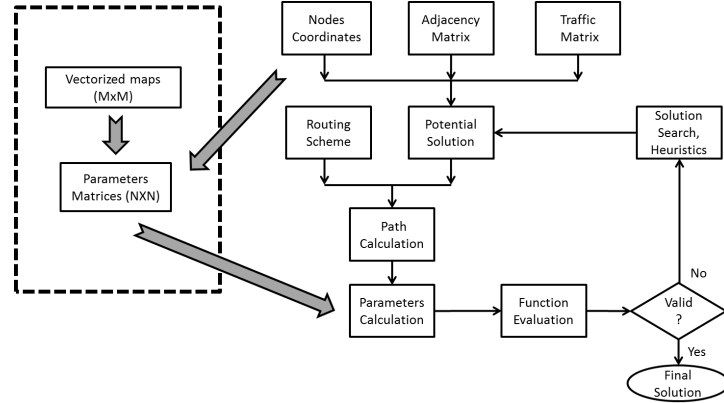 Nodes
Coordinates
Adjacency
Matrix
Traffic
Matrix
Vectorized maps
(MxM)
Routing
Scheme
Potential
Solution
Solution
Search,
Heuristics
Parameters
Matrices (NXN)
Path
Calculation
Parameters
Calculation
Function
Evaluation
Valid
?
No
Yes
Final
Solution